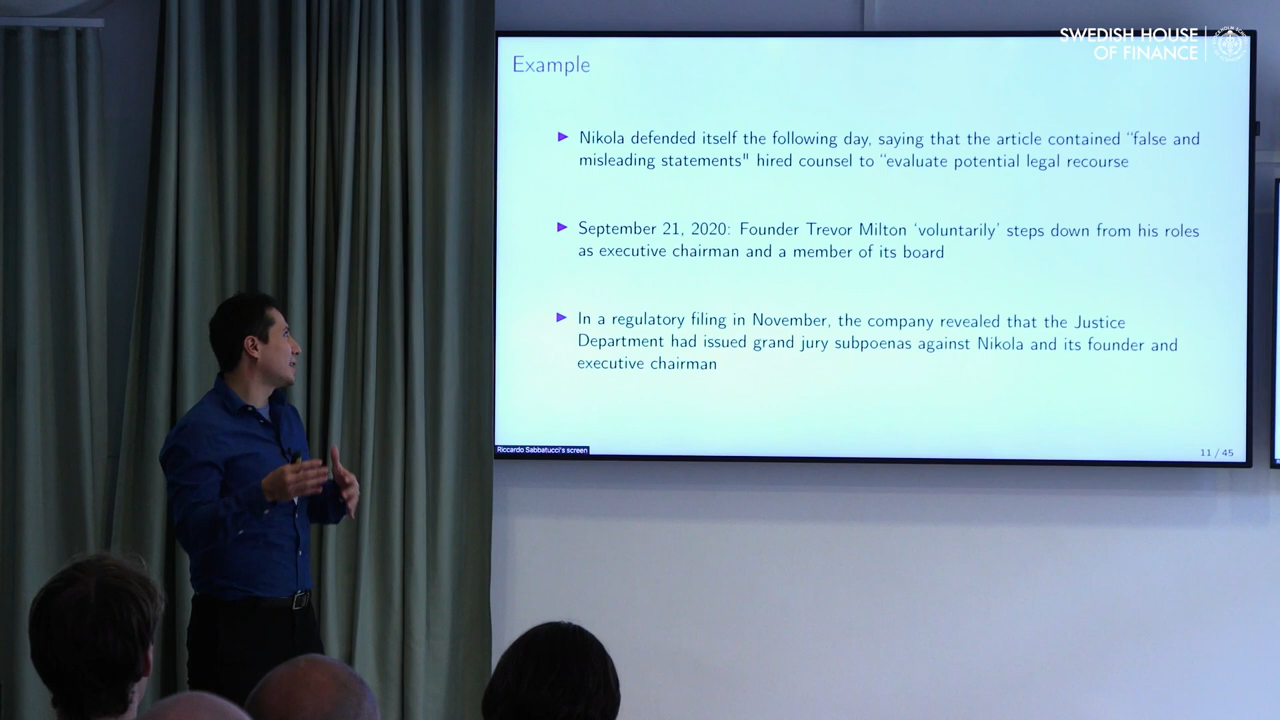 SWEDISH HOUSE
OF FINANCE
Example
Nikola defended itself the following day, saying that the article contained “false and
misleading statements" hired counsel to “evaluate potential legal recourse
September 21, 2020: Founder Trevor Milton ‘voluntarily’ steps down from his roles
as executive chairman and a member of its board
In a regulatory filing in November, the company revealed that the Justice
Department had issued grand jury subpoenas against Nikola and its founder and
executive chairman
Riccardo Sabbatucci's screen
11 / 45